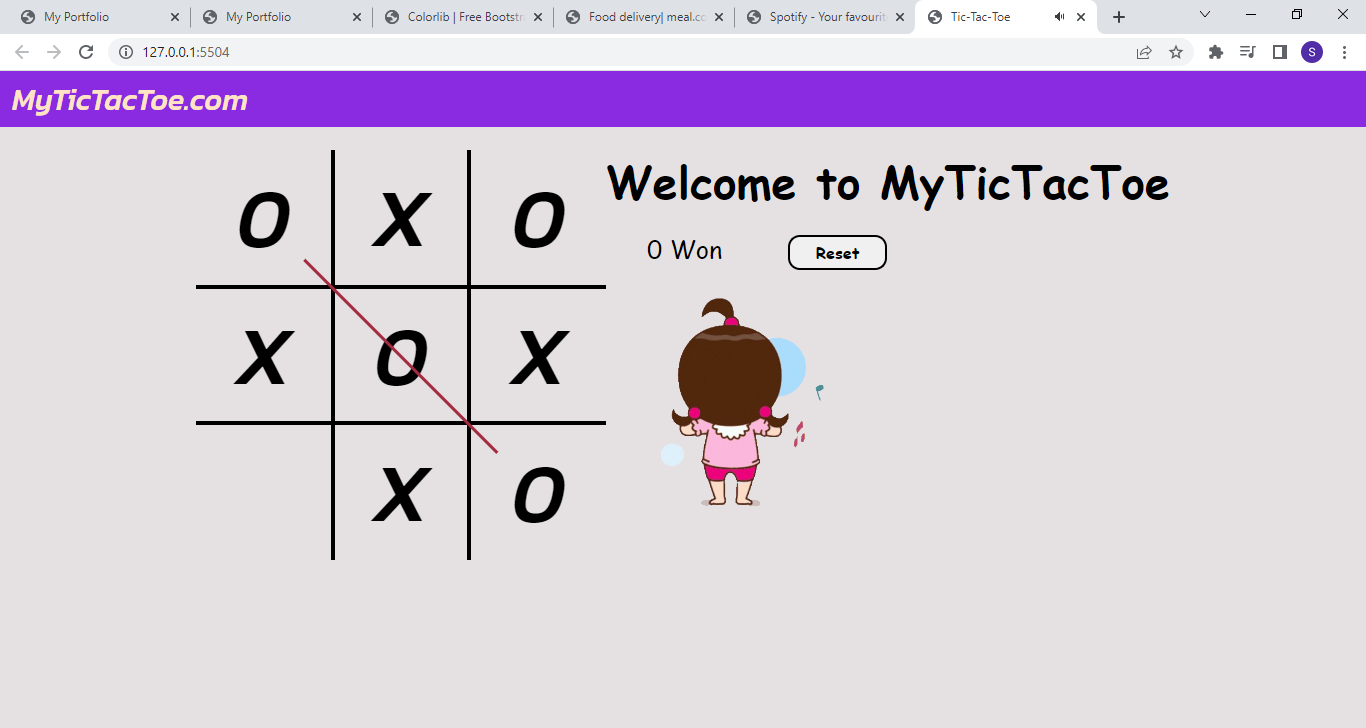 My Portfolio
My Portfolio
Colorlib | Free Bootstr
Food delivery| meal.co
Spotify - Your favourit
Tic-Tac-Toe
127.0.0.1:5504
S
MyTicTacToe.com
O X O
X O X
X O
Welcome to MyTicTacToe
O Won
Reset